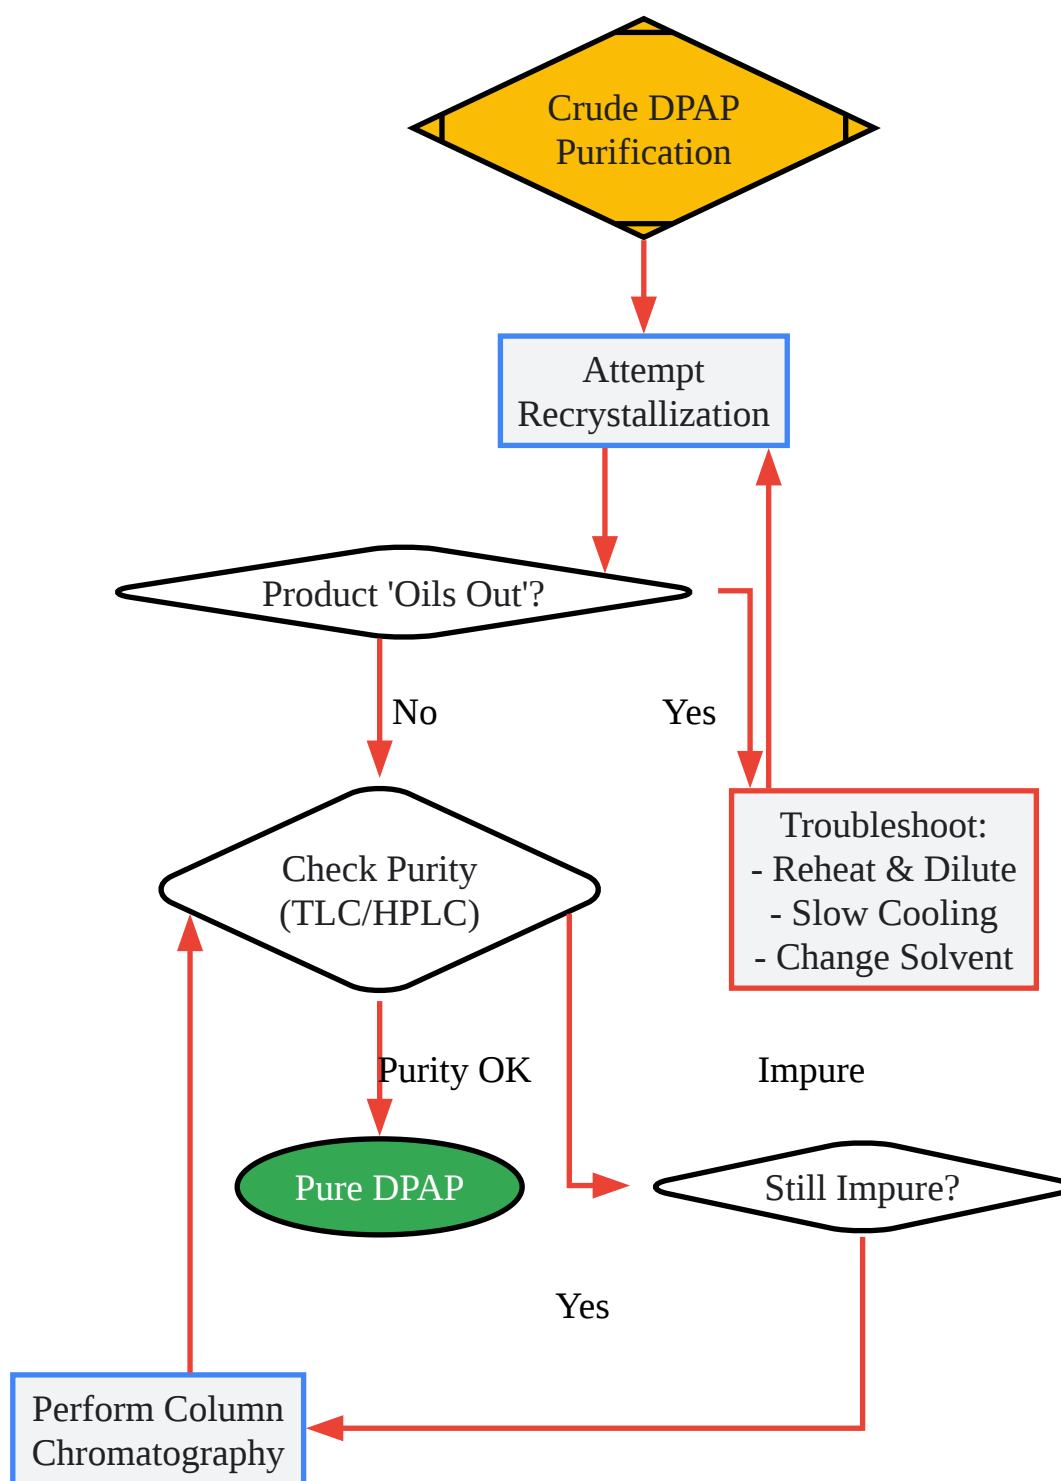 Crude DPAP
Purification
Attempt
Recrystallization
Product 'Oils Out'?
No
Yes
Troubleshoot:
- Reheat & Dilute
- Slow Cooling
- Change Solvent
Check Purity
(TLC/HPLC)
Purity OK
Impure
Pure DPAP
Still Impure?
Yes
Perform Column
Chromatography